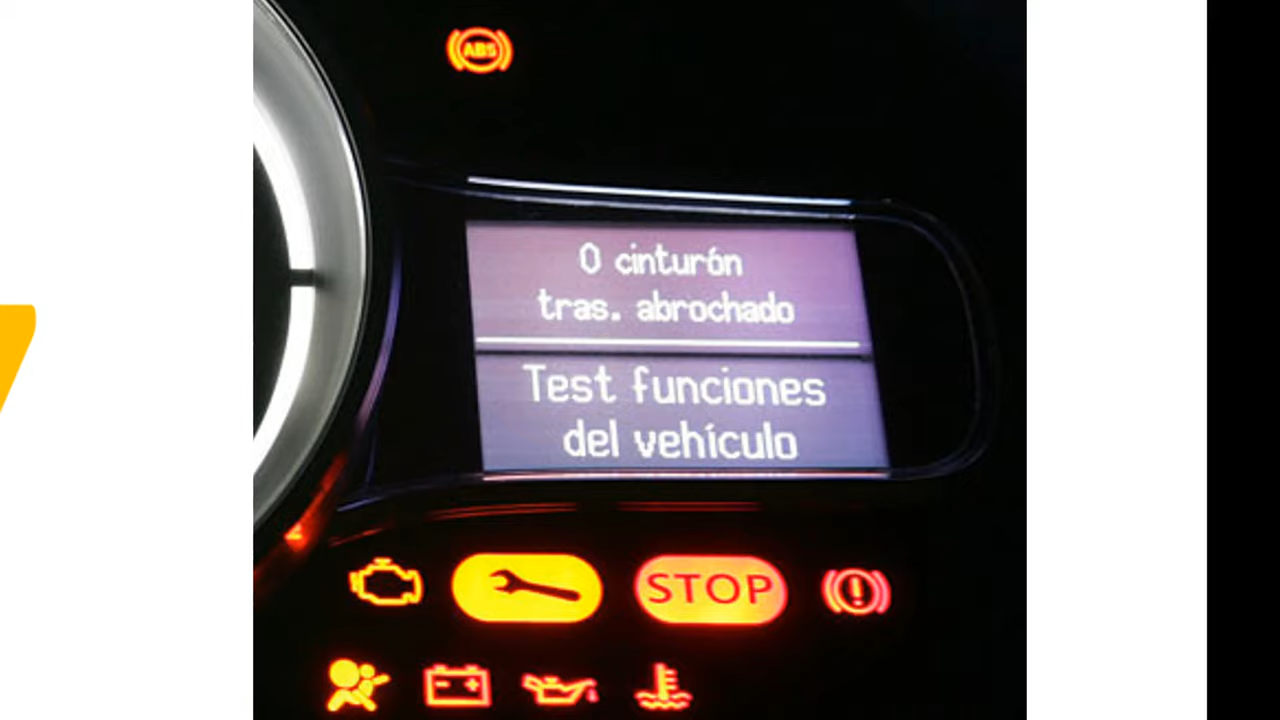 ABS
0 cinturón
tras. abrochado
Test funciones
del vehículo
STOP